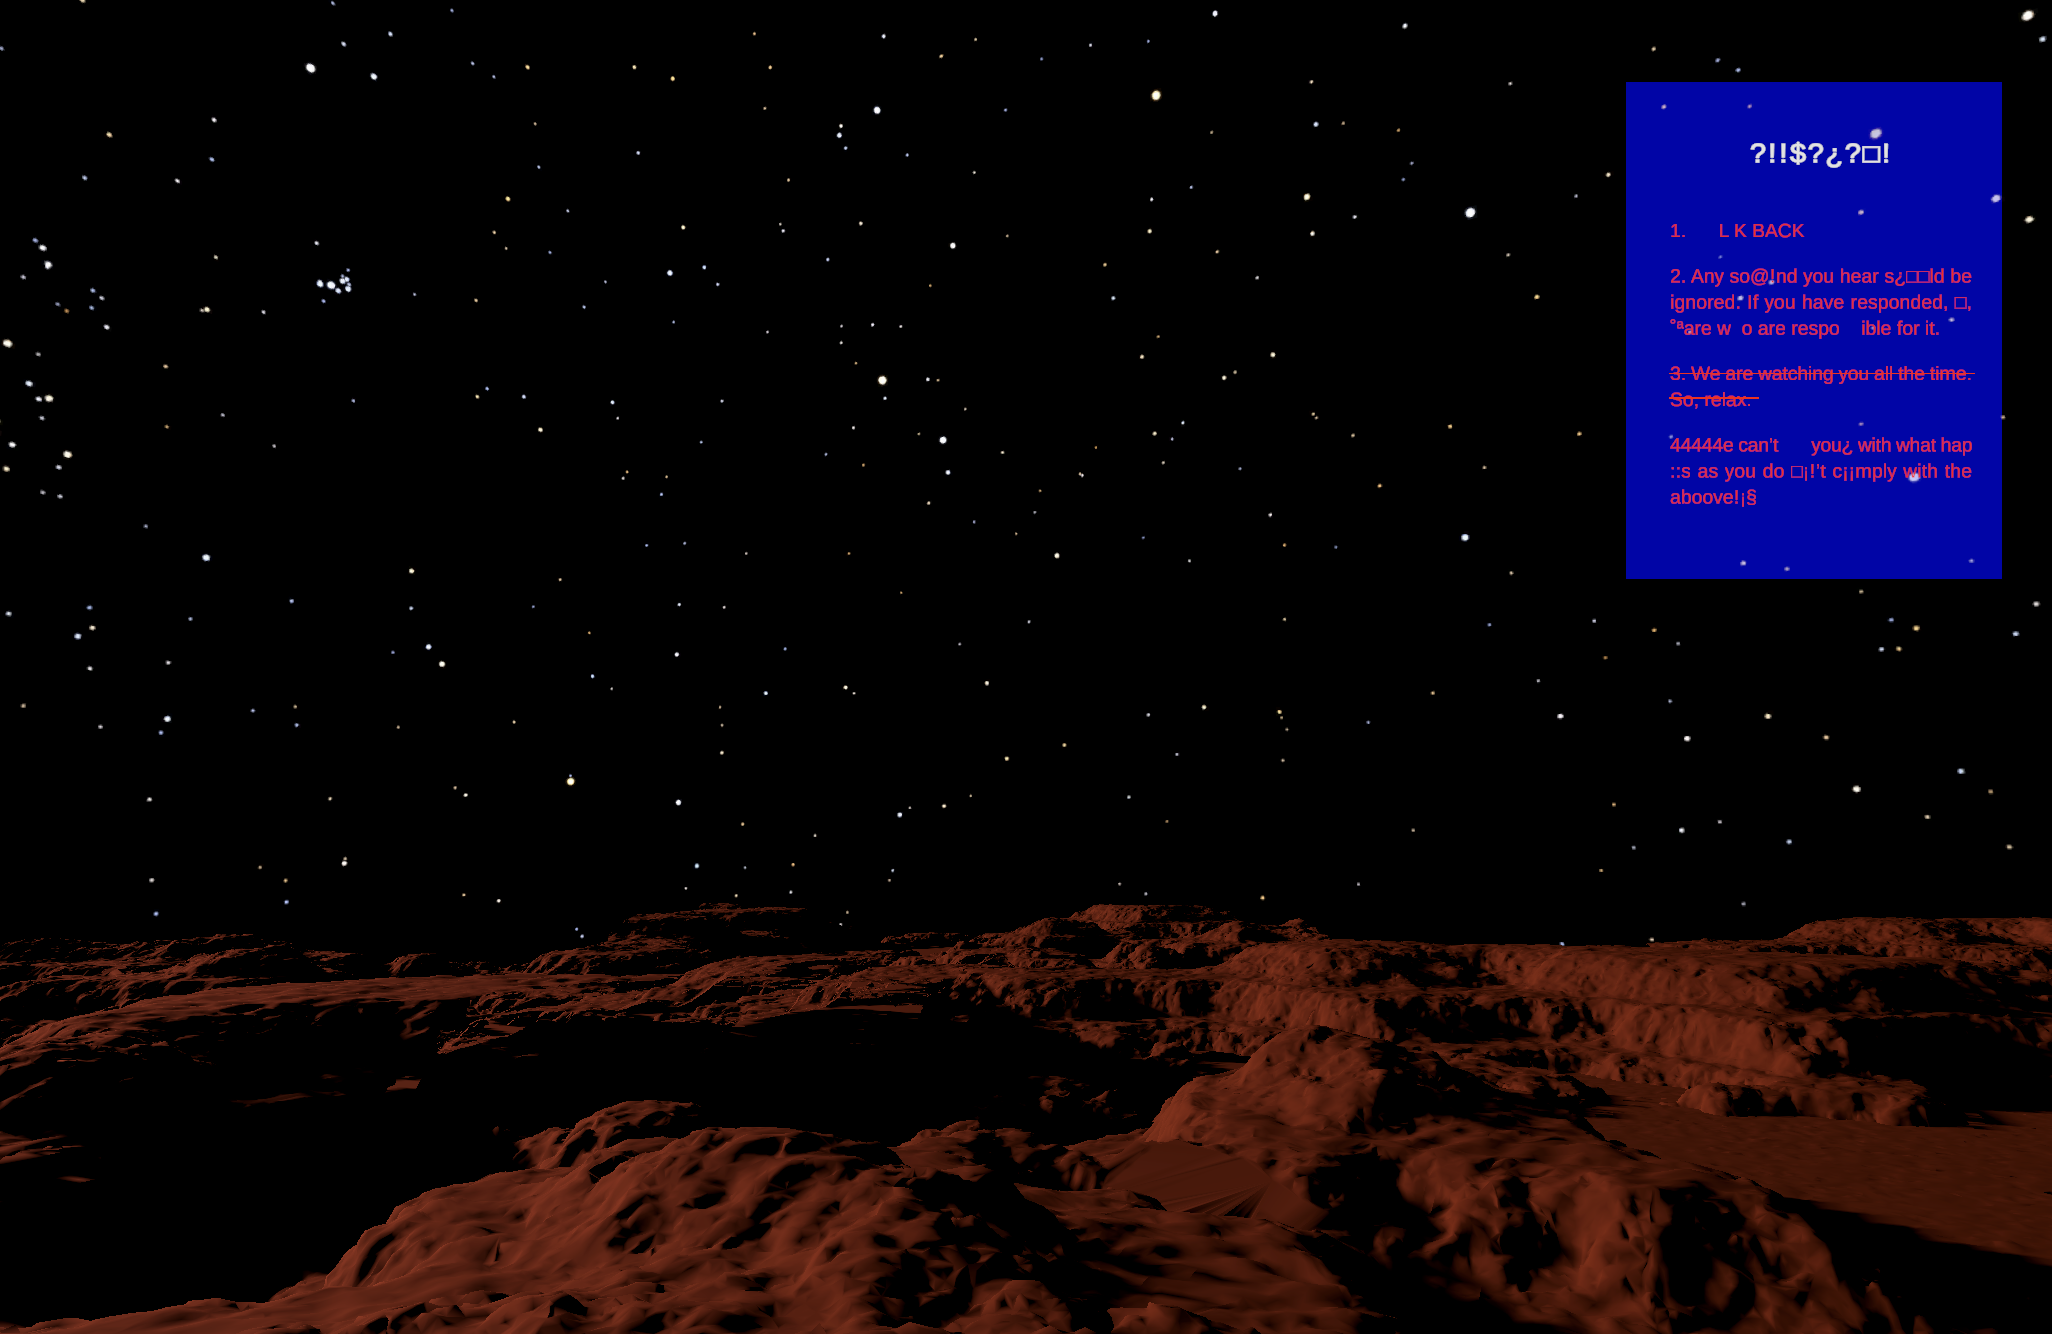 ?!!$?¿?□!
1. L K BACK
2. Any so@!nd you hear s¿□□ld be
ignored. If you have responded, □,
°ªare w o are respo ible for it.
3. We are watching you all the time.
So, relax.
44444e can't you¿ with what hap
::s as you do □¡!'t c¡¡mply with the
aboove!¡§